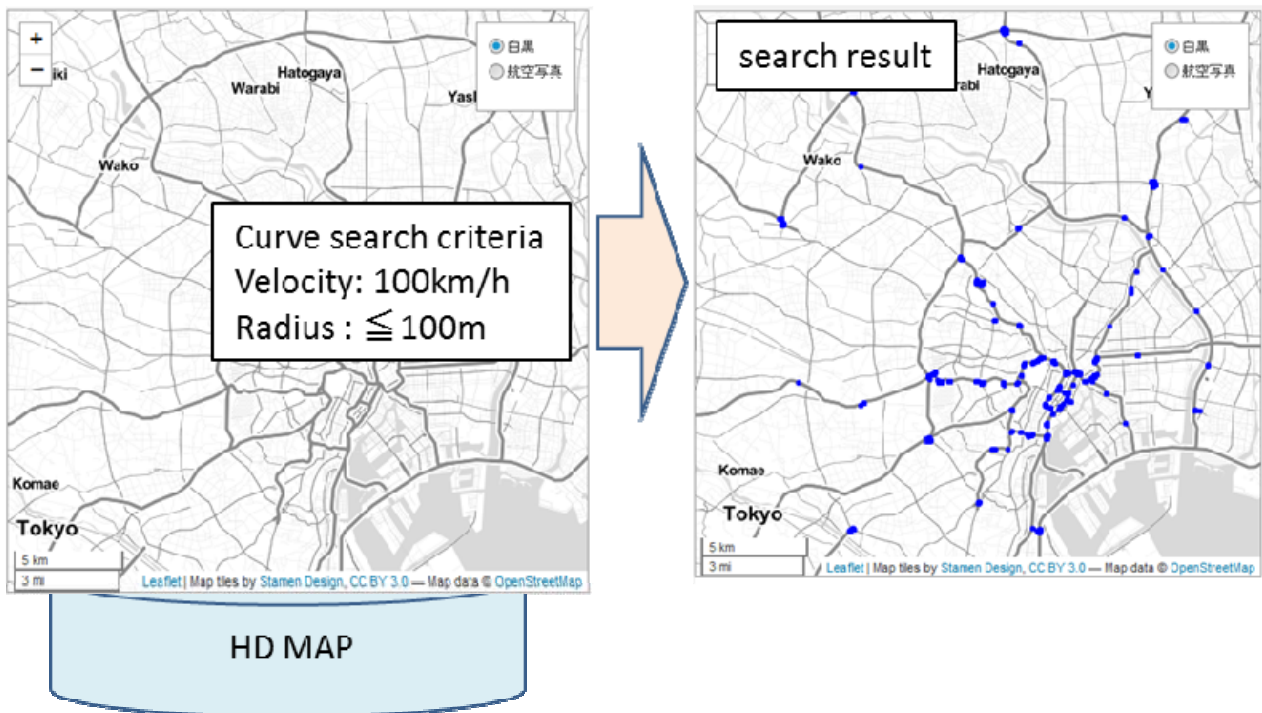 +
−
iki
Warabi
Hatogaya
Yasl
白黒
航空写真
Wako
Curve search criteria
Velocity: 100km/h
Radius : ≦ 100m
Komae
Tokyo
5 km
3 mi
Leaflet | Map tiles by Stamen Design, CC BY 3.0 — Map data © OpenStreetMap
HD MAP
search result
Hatogaya
rabi
Y
白黒
航空写真
Wako
Komae
Tokyo
5 km
3 mi
Leaflet | Map tiles by Stamen Design, CC BY 3.0 — Map data © OpenStreetMap